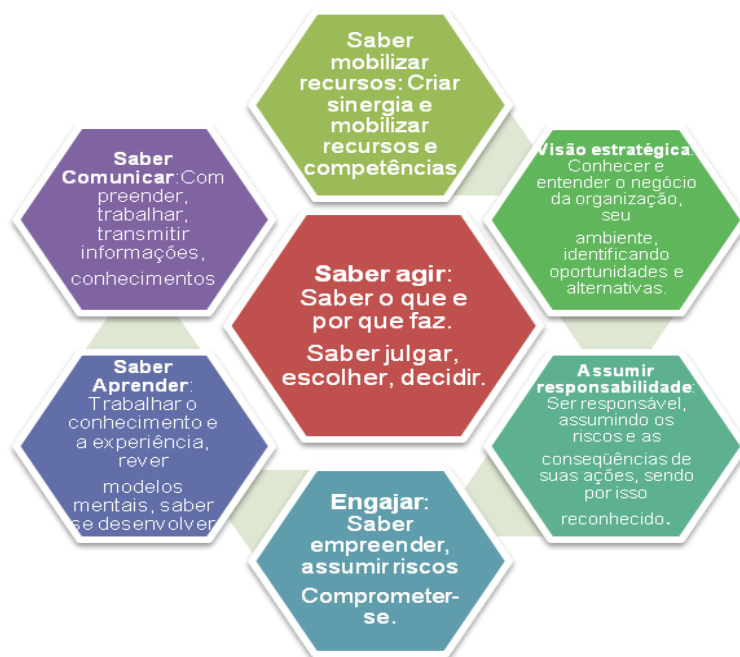 Saber
mobilizar
recursos: Criar
sinergia e
mobilizar
recursos e
competências
Visão estratégica:
Conhecer e
entender o negócio
da organização,
seu
ambiente,
identificando
oportunidades e
alternativas.
Assumir
responsabilidade:
Ser responsável,
assumindo os
riscos e as
conseqüências de
suas ações, sendo
por isso
reconhecido.
Engajar:
Saber
empreender,
assumir riscos
Comprometer-
se.
Saber
Aprender:
Trabalhar o
conhecimento e
a experiência,
rever
modelos
mentais, saber
se desenvolver
Saber
Comunicar:Com
preender,
trabalhar,
transmitir
informações,
conhecimentos
Saber agir:
Saber o que e
por que faz.
Saber julgar,
escolher, decidir.